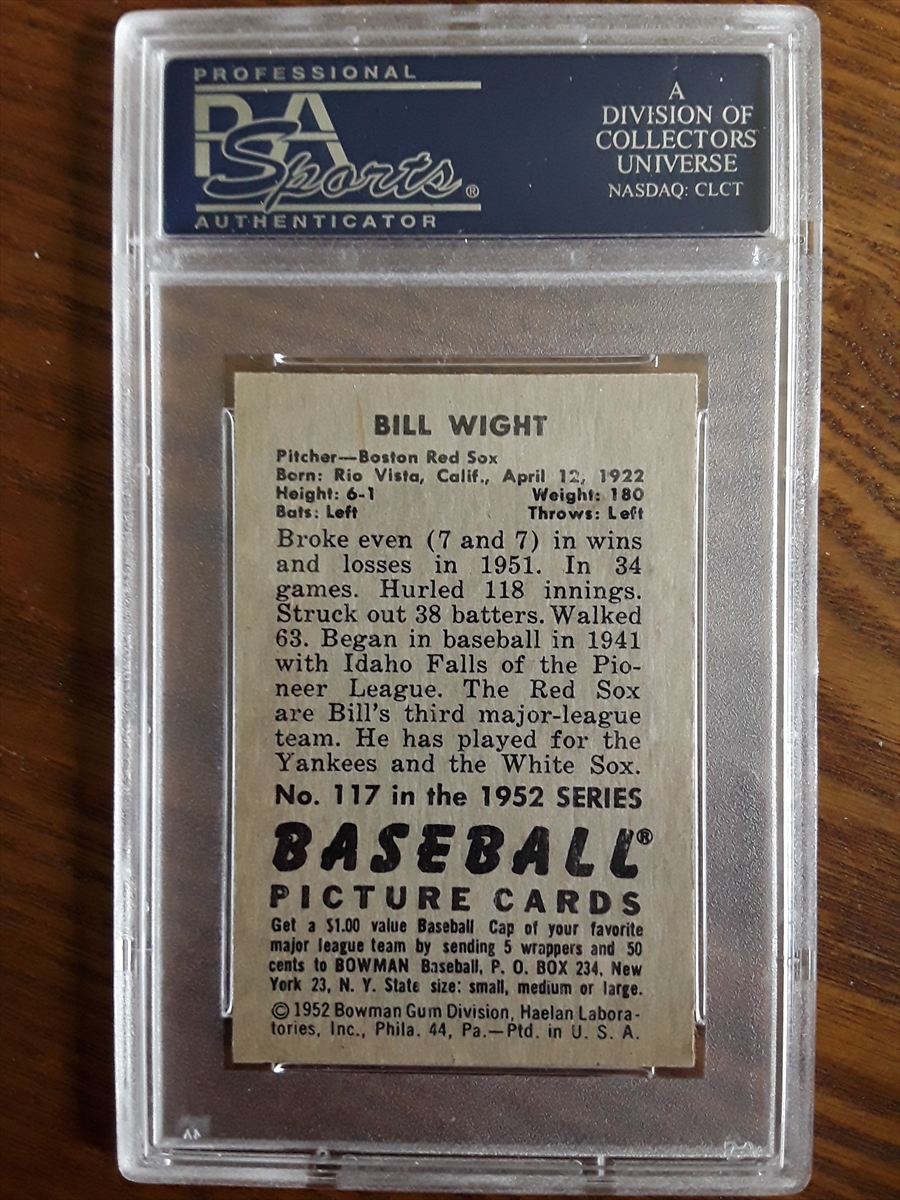 PROFESSIONAL
PSA
Sports®
AUTHENTICATOR
A
DIVISION OF
COLLECTORS
UNIVERSE
NASDAQ: CLCT
BILL WIGHT
Pitcher—Boston Red Sox
Born: Rio Vista, Calif., April 12, 1922
Height: 6-1 Weight: 180
Bats: Left Throws: Left
Broke even (7 and 7) in wins
and losses in 1951. In 34
games. Hurled 118 innings.
Struck out 38 batters. Walked
63. Began in baseball in 1941
with Idaho Falls of the Pio-
neer League. The Red Sox
are Bill's third major-league
team. He has played for the
Yankees and the White Sox.
No. 117 in the 1952 SERIES
BASEBALL®
PICTURE CARDS
Get a $1.00 value Baseball Cap of your favorite
major league team by sending 5 wrappers and 50
cents to BOWMAN Baseball, P. O. BOX 234, New
York 23, N. Y. State size: small, medium or large.
© 1952 Bowman Gum Division, Haelan Labora-
tories, Inc., Phila. 44, Pa.—Ptd. in U. S. A.